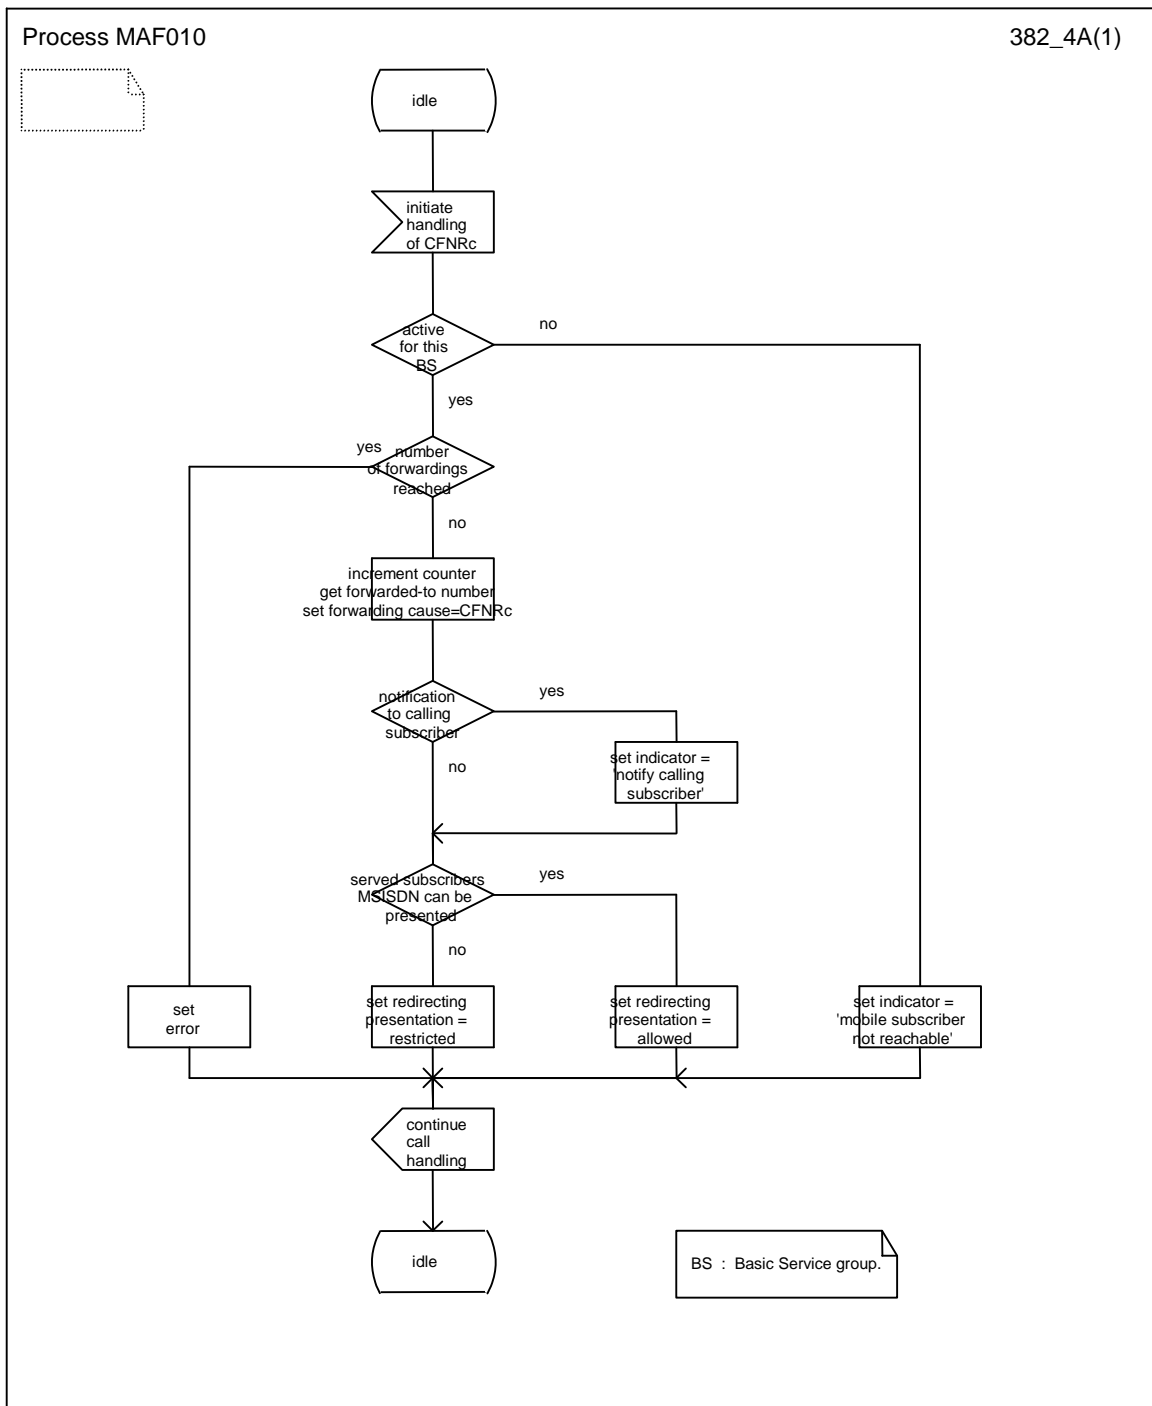 Process MAF010
382_4A(1)
idle
initiate
handling
of CFNRc
active
for this
BS
no
yes
yes
number
of forwardings
reached
no
increment counter
get forwarded-to number
set forwarding cause=CFNRc
notification
to calling
subscriber
yes
no
set indicator =
'notify calling
subscriber'
served subscribers
MSISDN can be
presented
yes
no
set
error
set redirecting
presentation =
restricted
set redirecting
presentation =
allowed
set indicator =
'mobile subscriber
not reachable'
continue
call
handling
idle
BS : Basic Service group.